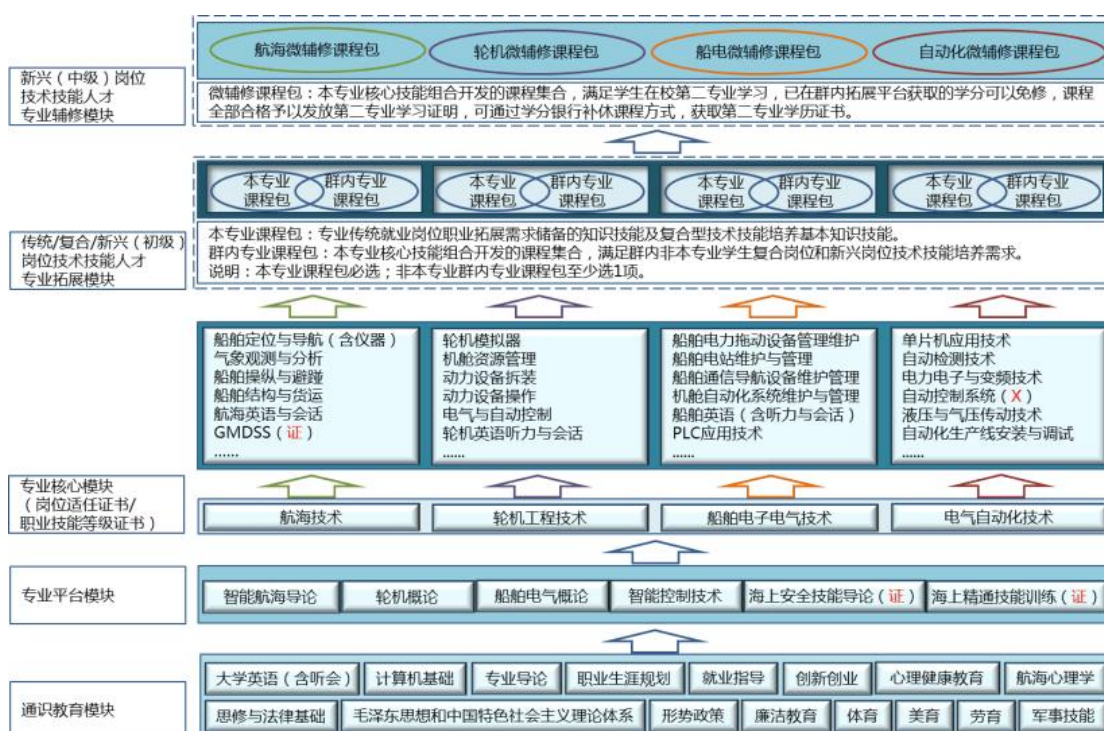 航海微辅修课程包
轮机微辅修课程包
船电微辅修课程包
自动化微辅修课程包
新兴（中级）岗位
技术技能人才
专业辅修模块
微辅修课程包：本专业核心技能组合开发的课程集合，满足学生在校第二专业学习，已在群内拓展平台获取的学分可以免修，课程
全部合格予以发放第二专业学习证明，可通过学分银行补休课程方式，获取第二专业学历证书。
本专业
课程包
群内专业
课程包
本专业
课程包
群内专业
课程包
本专业
课程包
群内专业
课程包
本专业
课程包
群内专业
课程包
传统/复合/新兴（初级）
岗位技术技能人才
专业拓展模块
本专业课程包：专业传统就业岗位职业拓展需求储备的知识技能及复合型技术技能培养基本知识技能。
群内专业课程包：本专业核心技能组合开发的课程集合，满足群内非本专业学生复合岗位和新兴岗位技术技能培养需求。
说明：本专业课程包必选；非本专业群内专业课程包至少选1项。
船舶定位与导航（含仪器）
气象观测与分析
船舶操纵与避碰
船舶结构与货运
航海英语与会话
GMDSS（证）
......
轮机模拟器
机舱资源管理
动力设备拆装
动力设备操作
电气与自动控制
轮机英语听力与会话
......
船舶电力拖动设备管理维护
船舶电站维护与管理
船舶通信导航设备维护管理
机舱自动化系统维护与管理
船舶英语（含听力与会话）
PLC应用技术
......
单片机应用技术
自动检测技术
电力电子与变频技术
自动控制系统（X）
液压与气压传动技术
自动化生产线安装与调试
......
专业核心模块
（岗位适任证书/
职业技能等级证书）
航海技术
轮机工程技术
船舶电子电气技术
电气自动化技术
专业平台模块
智能航海导论
轮机概论
船舶电气概论
智能控制技术
海上安全技能导论（证）
海上精通技能训练（证）
通识教育模块
大学英语（含听会）
计算机基础
专业导论
职业生涯规划
就业指导
创新创业
心理健康教育
航海心理学
思修与法律基础
毛泽东思想和中国特色社会主义理论体系
形势政策
廉洁教育
体育
美育
劳育
军事技能